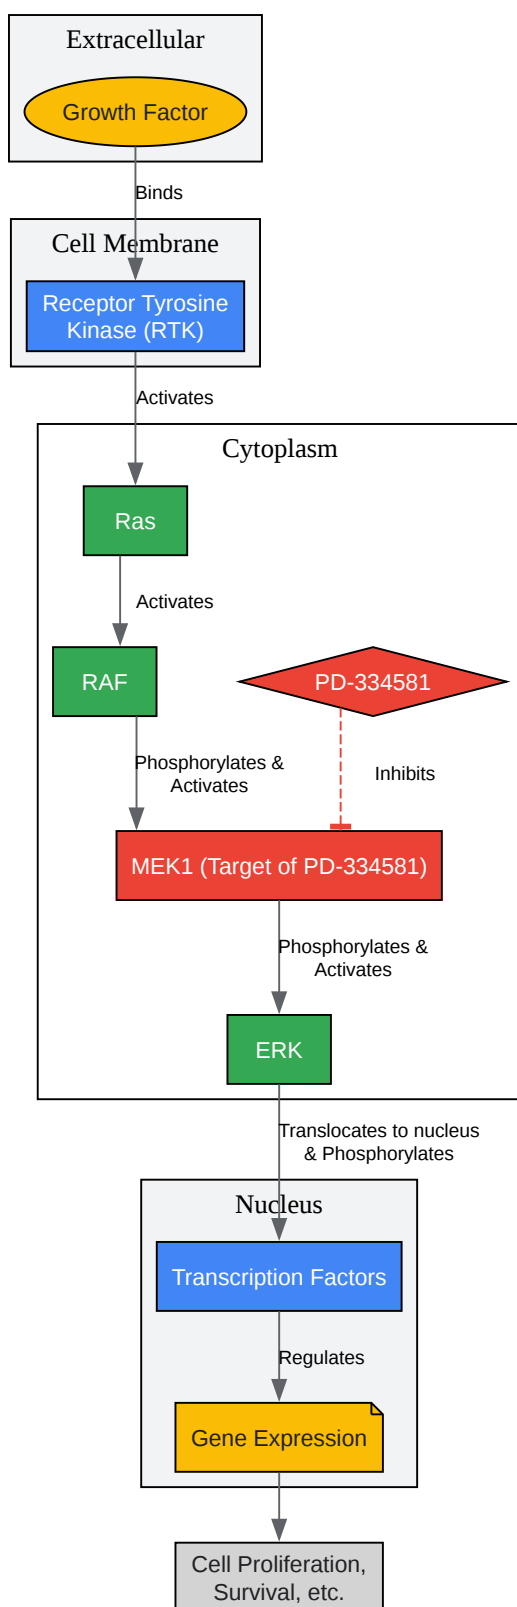 Extracellular
Growth Factor
Binds
Cell Membrane
Receptor Tyrosine
Kinase (RTK)
Activates
Cytoplasm
Ras
Activates
RAF
PD-334581
Phosphorylates &
Activates
Inhibits
MEK1 (Target of PD-334581)
Phosphorylates &
Activates
ERK
Translocates to nucleus
& Phosphorylates
Nucleus
Transcription Factors
Regulates
Gene Expression
Cell Proliferation,
Survival, etc.